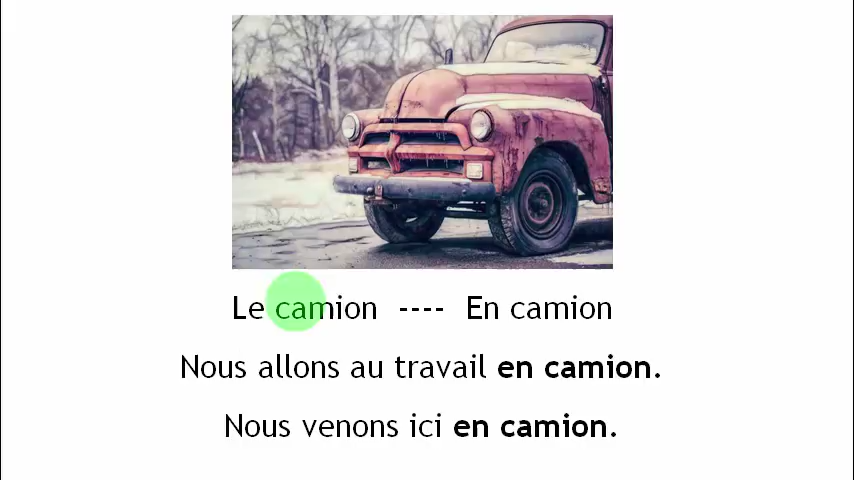 Le camion ---- En camion
Nous allons au travail en camion.
Nous venons ici en camion.